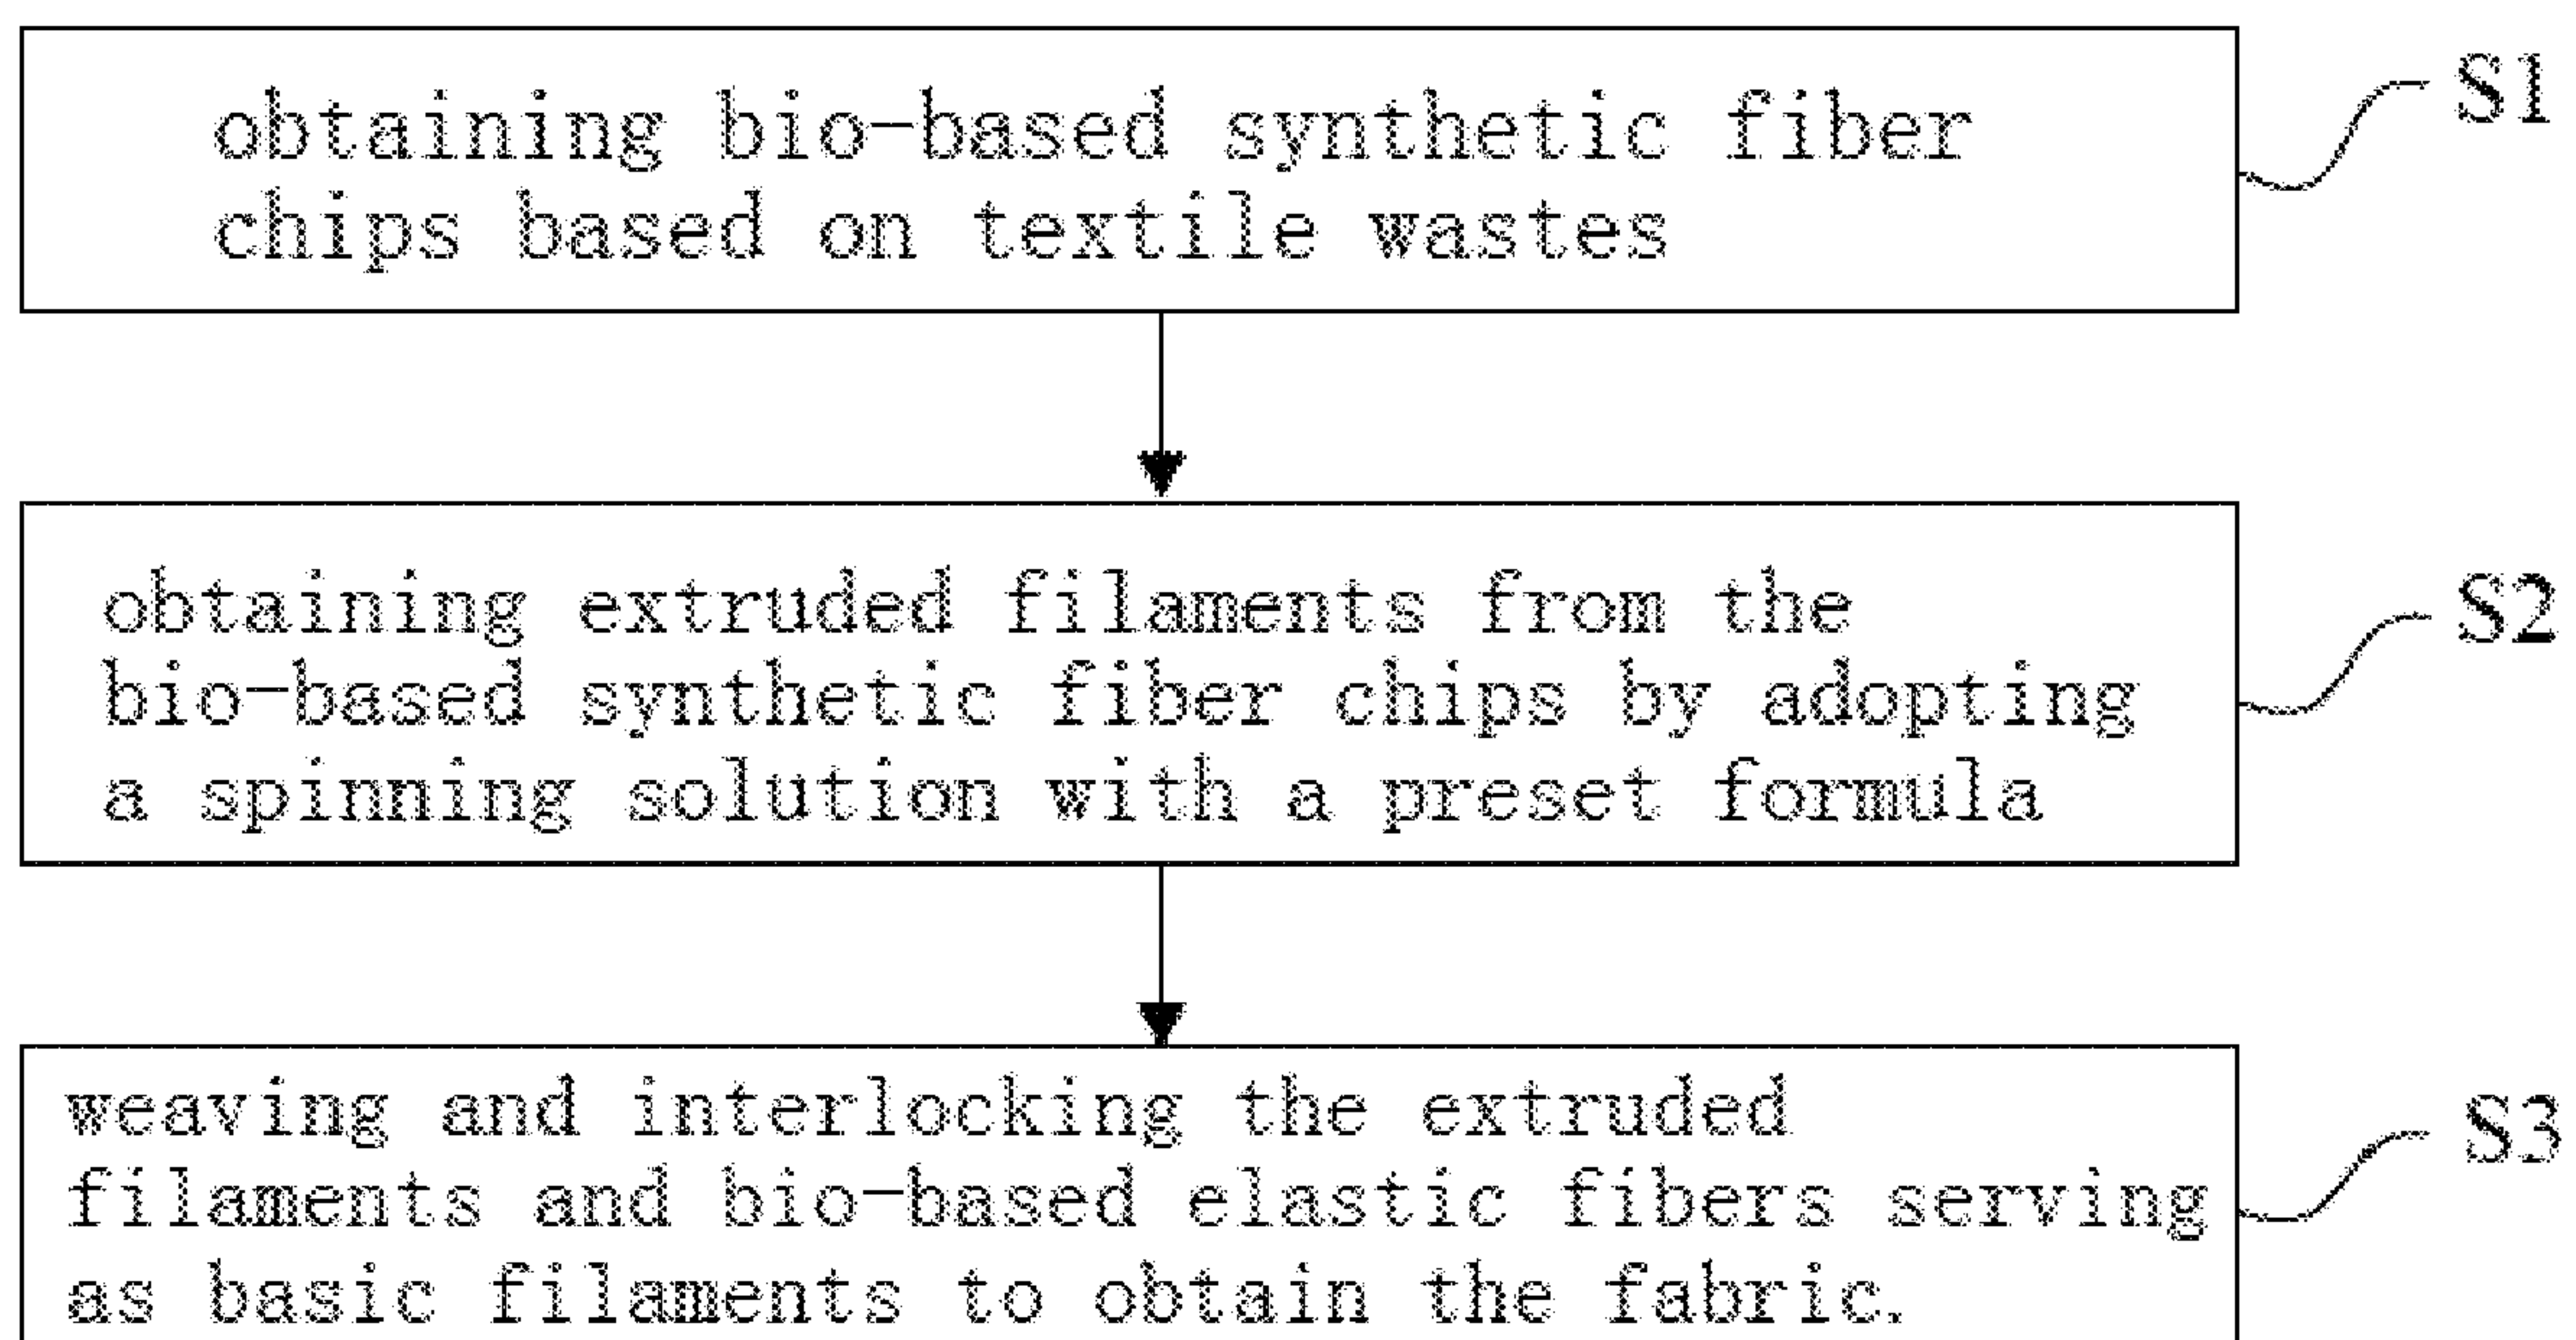 obtaining bio-based synthetic fiber
chips based on textile wastes
S1
obtaining extruded filaments from the
bio-based synthetic fiber chips by adopting
a spinning solution with a preset formula
S2
weaving and interlocking the extruded
filaments and bio-based elastic fibers serving
as basic filaments to obtain the fabric.
S3